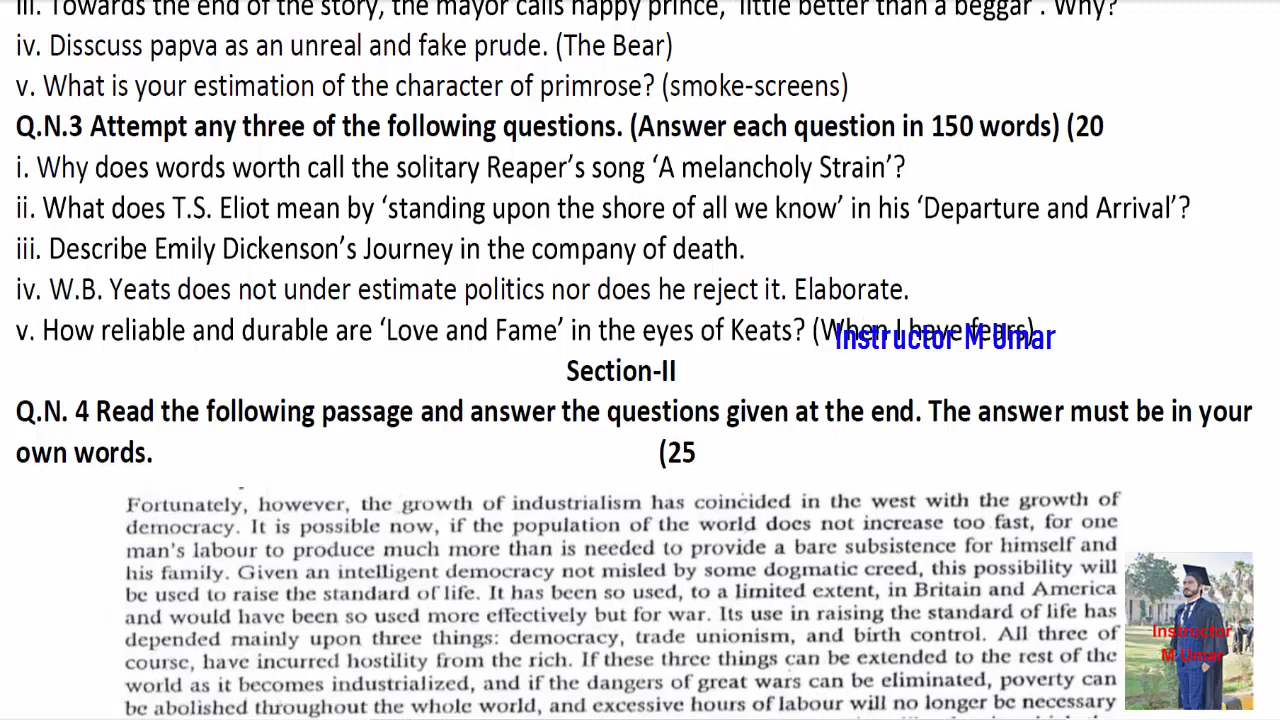 iii. Towards the end of the story, the mayor calls happy prince, ‘little better than a beggar’. Why?
iv. Disscuss papva as an unreal and fake prude. (The Bear)
v. What is your estimation of the character of primrose? (smoke-screens)
Q.N.3 Attempt any three of the following questions. (Answer each question in 150 words) (20
i. Why does words worth call the solitary Reaper’s song ‘A melancholy Strain’?
ii. What does T.S. Eliot mean by ‘standing upon the shore of all we know’ in his ‘Departure and Arrival’?
iii. Describe Emily Dickenson’s Journey in the company of death.
iv. W.B. Yeats does not under estimate politics nor does he reject it. Elaborate.
v. How reliable and durable are ‘Love and Fame’ in the eyes of Keats? (When I have fears)
Instructor M Umar
Section-II
Q.N. 4 Read the following passage and answer the questions given at the end. The answer must be in your
own words. (25
Fortunately, however, the growth of industrialism has coincided in the west with the growth of
democracy. It is possible now, if the population of the world does not increase too fast, for one
man's labour to produce much more than is needed to provide a bare subsistence for himself and
his family. Given an intelligent democracy not misled by some dogmatic creed, this possibility will
be used to raise the standard of life. It has been so used, to a limited extent, in Britain and America
and would have been so used more effectively but for war. Its use in raising the standard of life has
depended mainly upon three things: democracy, trade unionism, and birth control. All three of
course, have incurred hostility from the rich. If these three things can be extended to the rest of the
world as it becomes industrialized, and if the dangers of great wars can be eliminated, poverty can
be abolished throughout the whole world, and excessive hours of labour will no longer be necessary
Instructor
M Umar